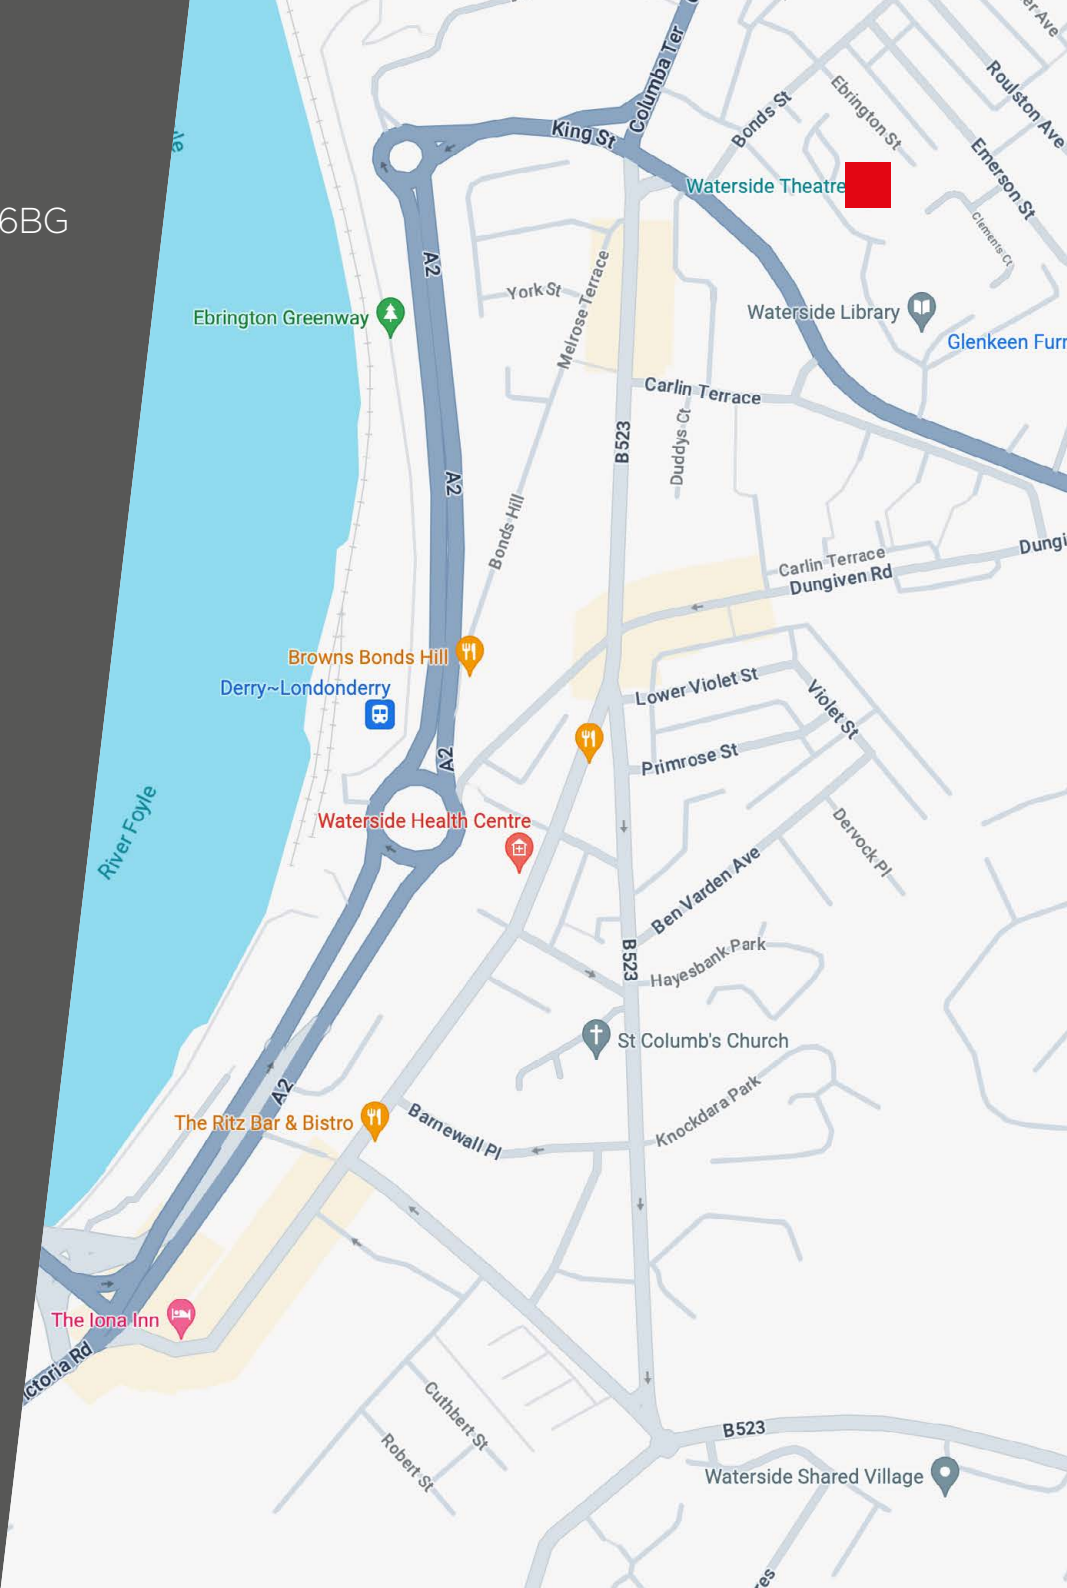 Columba Ter
King St
Bonds St
Ebrington St
Roulston Ave
Emerson St
Waterside Theatre
6BG
Clements Ct
A2
York St
Melrose Terrace
Ebrington Greenway
Waterside Library
Glenkeen Furr
Carlin Terrace
B523
Duddys Ct
A2
Bonds Hill
Carlin Terrace
Dungiven Rd
Dungi
Browns Bonds Hill
Derry~Londonderry
Lower Violet St
Violet St
A2
Primrose St
River Foyle
Waterside Health Centre
Dervock Pl
Ben Varden Ave
B523
Hayesbank Park
St Columb's Church
A2
The Ritz Bar & Bistro
Barnewall Pl
Knockdara Park
The Iona Inn
ctoria Rd
Cuthbert St
Robert St
B523
Waterside Shared Village